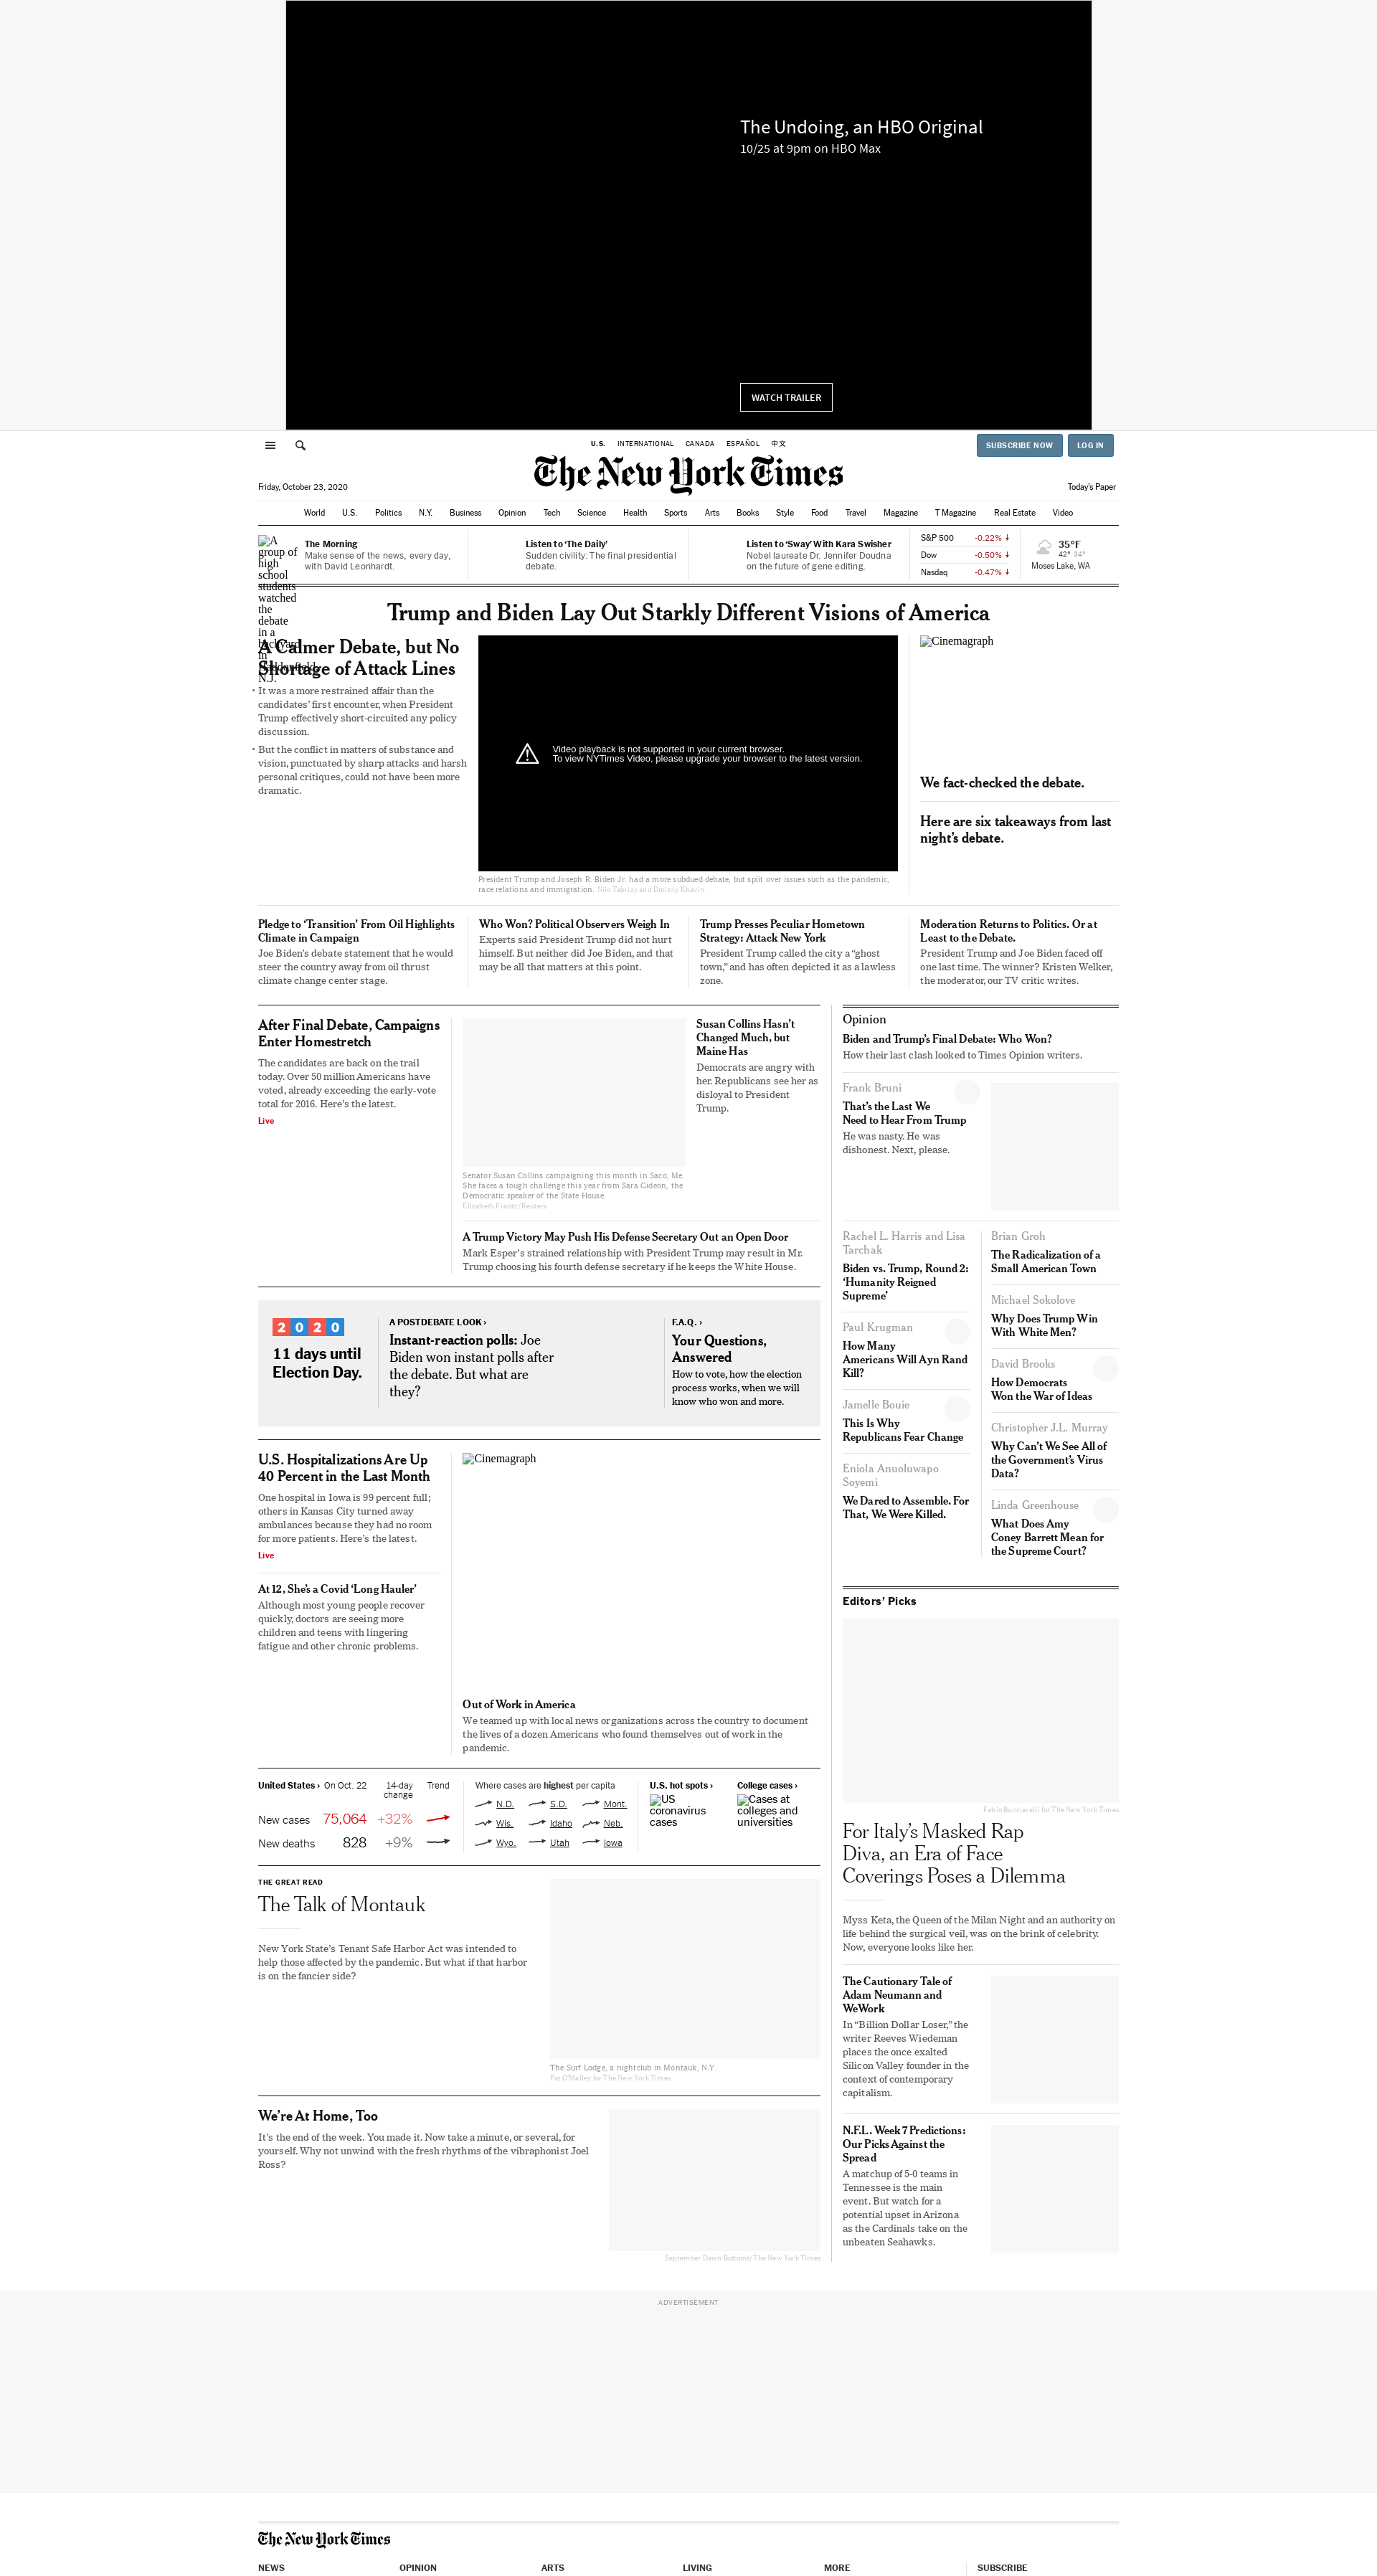 The Undoing, an HBO Original
10/25 at 9pm on HBO Max
WATCH TRAILER
U.S. INTERNATIONAL CANADA ESPAÑOL 中文
SUBSCRIBE NOW LOG IN
The New York Times
Friday, October 23, 2020
Today's Paper
World U.S. Politics N.Y. Business Opinion Tech Science Health Sports Arts Books Style Food Travel Magazine T Magazine Real Estate Video
A group of high school students watched the debate in a backyard in Haddonfield, N.J.
The Morning
Make sense of the news, every day,
with David Leonhardt.
Listen to ‘The Daily’
Sudden civility: The final presidential
debate.
Listen to ‘Sway’ With Kara Swisher
Nobel laureate Dr. Jennifer Doudna
on the future of gene editing.
S&P 500 -0.22% ↓
Dow -0.50% ↓
Nasdaq -0.47% ↓
35°F
42° 34°
Moses Lake, WA
Trump and Biden Lay Out Starkly Different Visions of America
A Calmer Debate, but No
Shortage of Attack Lines
• It was a more restrained affair than the
candidates' first encounter, when President
Trump effectively short-circuited any policy
discussion.
• But the conflict in matters of substance and
vision, punctuated by sharp attacks and harsh
personal critiques, could not have been more
dramatic.
Video playback is not supported in your current browser.
To view NYTimes Video, please upgrade your browser to the latest version.
President Trump and Joseph R. Biden Jr. had a more subdued debate, but split over issues such as the pandemic,
race relations and immigration. Nilo Tabrizy and Dmitriy Khavin
Cinemagraph
We fact-checked the debate.
Here are six takeaways from last
night’s debate.
Pledge to ‘Transition’ From Oil Highlights
Climate in Campaign
Joe Biden’s debate statement that he would
steer the country away from oil thrust
climate change center stage.
Who Won? Political Observers Weigh In
Experts said President Trump did not hurt
himself. But neither did Joe Biden, and that
may be all that matters at this point.
Trump Presses Peculiar Hometown
Strategy: Attack New York
President Trump called the city a “ghost
town,” and has often depicted it as a lawless
zone.
Moderation Returns to Politics. Or at
Least to the Debate.
President Trump and Joe Biden faced off
one last time. The winner? Kristen Welker,
the moderator, our TV critic writes.
After Final Debate, Campaigns
Enter Homestretch
The candidates are back on the trail
today. Over 50 million Americans have
voted, already exceeding the early-vote
total for 2016. Here’s the latest.
Live
Senator Susan Collins campaigning this month in Saco, Me.
She faces a tough challenge this year from Sara Gideon, the
Democratic speaker of the State House.
Elizabeth Frantz/Reuters
Susan Collins Hasn’t
Changed Much, but
Maine Has
Democrats are angry with
her. Republicans see her as
disloyal to President
Trump.
A Trump Victory May Push His Defense Secretary Out an Open Door
Mark Esper’s strained relationship with President Trump may result in Mr.
Trump choosing his fourth defense secretary if he keeps the White House.
2020
11 days until
Election Day.
A POSTDEBATE LOOK ›
Instant-reaction polls: Joe
Biden won instant polls after
the debate. But what are
they?
F.A.Q. ›
Your Questions,
Answered
How to vote, how the election
process works, when we will
know who won and more.
U.S. Hospitalizations Are Up
40 Percent in the Last Month
One hospital in Iowa is 99 percent full;
others in Kansas City turned away
ambulances because they had no room
for more patients. Here’s the latest.
Live
At 12, She’s a Covid ‘Long Hauler’
Although most young people recover
quickly, doctors are seeing more
children and teens with lingering
fatigue and other chronic problems.
Cinemagraph
Out of Work in America
We teamed up with local news organizations across the country to document
the lives of a dozen Americans who found themselves out of work in the
pandemic.
United States › On Oct. 22 14-day change Trend
New cases 75,064 +32%
New deaths 828 +9%
Where cases are highest per capita
N.D. S.D. Mont.
Wis. Idaho Neb.
Wyo. Utah Iowa
U.S. hot spots ›
US coronavirus cases
College cases ›
Cases at colleges and universities
THE GREAT READ
The Talk of Montauk
New York State’s Tenant Safe Harbor Act was intended to
help those affected by the pandemic. But what if that harbor
is on the fancier side?
The Surf Lodge, a nightclub in Montauk, N.Y.
Pat O’Malley for The New York Times
We’re At Home, Too
It’s the end of the week. You made it. Now take a minute, or several, for
yourself. Why not unwind with the fresh rhythms of the vibraphonist Joel
Ross?
September Dawn Bottoms/The New York Times
Opinion
Biden and Trump’s Final Debate: Who Won?
How their last clash looked to Times Opinion writers.
Frank Bruni
That’s the Last We
Need to Hear From Trump
He was nasty. He was
dishonest. Next, please.
Rachel L. Harris and Lisa
Tarchak
Biden vs. Trump, Round 2:
‘Humanity Reigned
Supreme’
Paul Krugman
How Many
Americans Will Ayn Rand
Kill?
Jamelle Bouie
This Is Why
Republicans Fear Change
Eniola Anuoluwapo
Soyemi
We Dared to Assemble. For
That, We Were Killed.
Brian Groh
The Radicalization of a
Small American Town
Michael Sokolove
Why Does Trump Win
With White Men?
David Brooks
How Democrats
Won the War of Ideas
Christopher J.L. Murray
Why Can’t We See All of
the Government’s Virus
Data?
Linda Greenhouse
What Does Amy
Coney Barrett Mean for
the Supreme Court?
Editors’ Picks
Fabio Bucciarelli for The New York Times
For Italy’s Masked Rap
Diva, an Era of Face
Coverings Poses a Dilemma
Myss Keta, the Queen of the Milan Night and an authority on
life behind the surgical veil, was on the brink of celebrity.
Now, everyone looks like her.
The Cautionary Tale of
Adam Neumann and
WeWork
In “Billion Dollar Loser,” the
writer Reeves Wiedeman
places the once exalted
Silicon Valley founder in the
context of contemporary
capitalism.
N.F.L. Week 7 Predictions:
Our Picks Against the
Spread
A matchup of 5-0 teams in
Tennessee is the main
event. But watch for a
potential upset in Arizona
as the Cardinals take on the
unbeaten Seahawks.
ADVERTISEMENT
The New York Times
NEWS OPINION ARTS LIVING MORE SUBSCRIBE